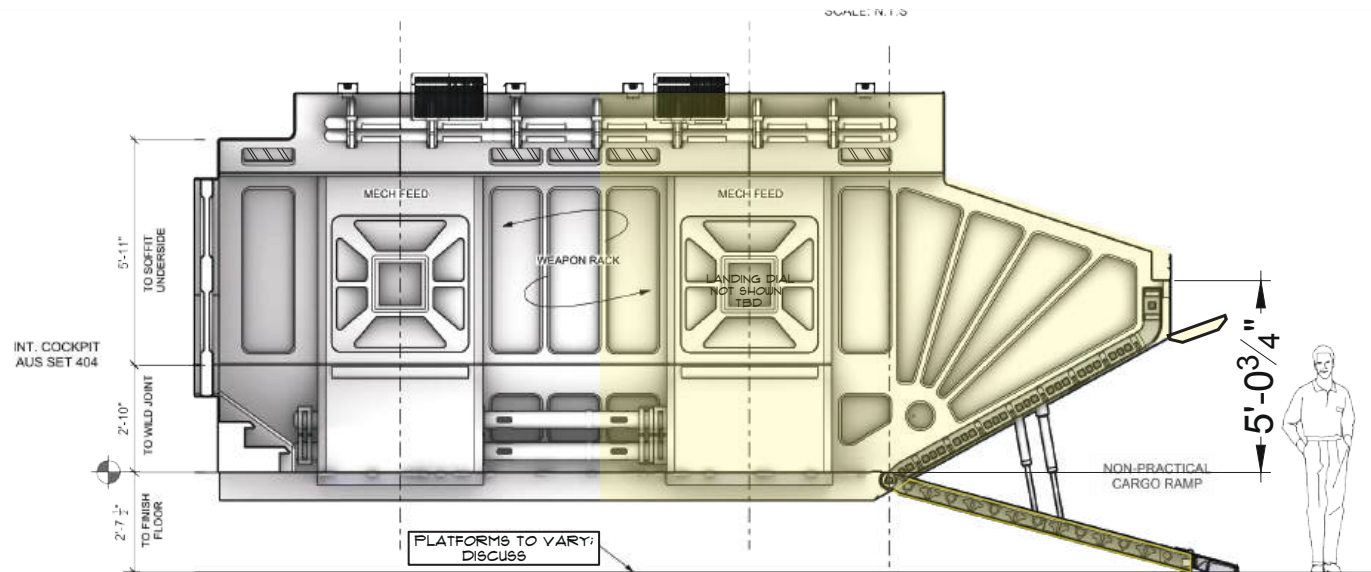 SCALE: N.T.S
MECH FEED
MECH FEED
WEAPON RACK
LANDING DIAL
NOT SHOWN
TBD
5'-11"
TO SOFFIT
UNDERSIDE
INT. COCKPIT
AUS SET 404
2'-10"
TO WILD JOINT
2'-7 1/2"
TO FINISH
FLOOR
5'-0 3/4"
NON-PRACTICAL
CARGO RAMP
PLATFORMS TO VARY;
DISCUSS